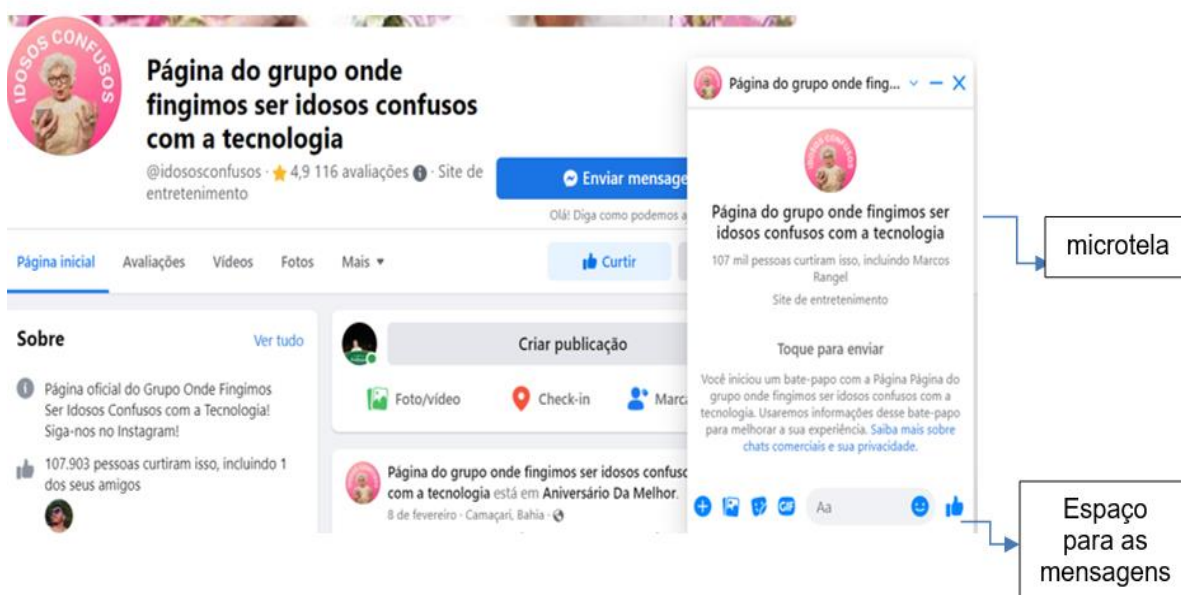 IDOSOS CONFUSOS
Página do grupo onde
fingimos ser idosos confusos
com a tecnologia
@idososconfusos · 4,9 116 avaliações · Site de
entretenimento
Enviar mensage
Olá! Diga como podemos a
Página inicial Avaliações Vídeos Fotos Mais
Curtir
Sobre Ver tudo
Página oficial do Grupo Onde Fingimos
Ser Idosos Confusos com a Tecnologia!
Siga-nos no Instagram!
107.903 pessoas curtiram isso, incluindo 1
dos seus amigos
Criar publicação
Foto/vídeo Check-in Marca
Página do grupo onde fingimos ser idosos confusos
com a tecnologia está em Aniversário Da Melhor.
8 de fevereiro · Camaçari, Bahia ·
Página do grupo onde fing...
IDOSOS CONFUSOS
Página do grupo onde fingimos ser
idosos confusos com a tecnologia
107 mil pessoas curtiram isso, incluindo Marcos
Rangel
Site de entretenimento
Toque para enviar
Você iniciou um bate-papo com a Página Página do
grupo onde fingimos ser idosos confusos com a
tecnologia. Usaremos informações desse bate-papo
para melhorar a sua experiência. Saiba mais sobre
chats comerciais e sua privacidade.
GIF Aa
microtela
Espaço
para as
mensagens